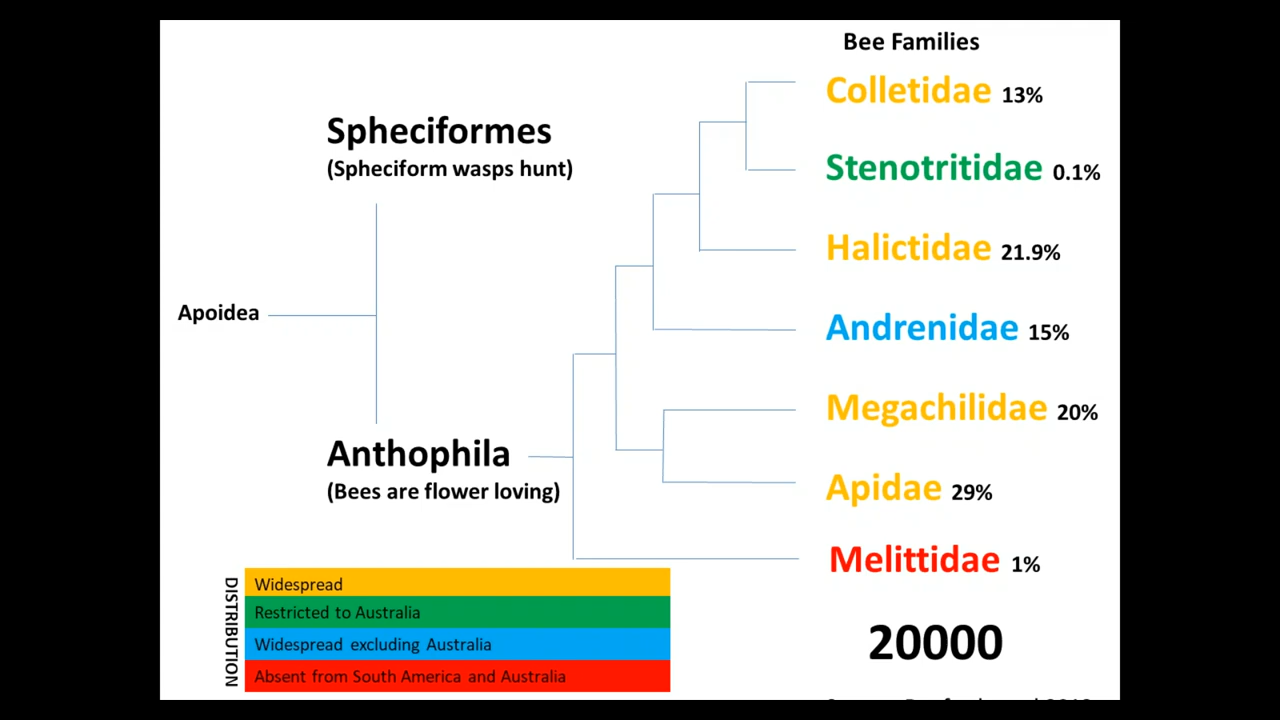 Bee Families
Colletidae 13%
Spheciformes
(Spheciform wasps hunt)
Stenotritidae 0.1%
Halictidae 21.9%
Apoidea
Andrenidae 15%
Megachilidae 20%
Anthophila
(Bees are flower loving)
Apidae 29%
Melittidae 1%
DISTRIBUTION
Widespread
Restricted to Australia
Widespread excluding Australia
Absent from South America and Australia
20000